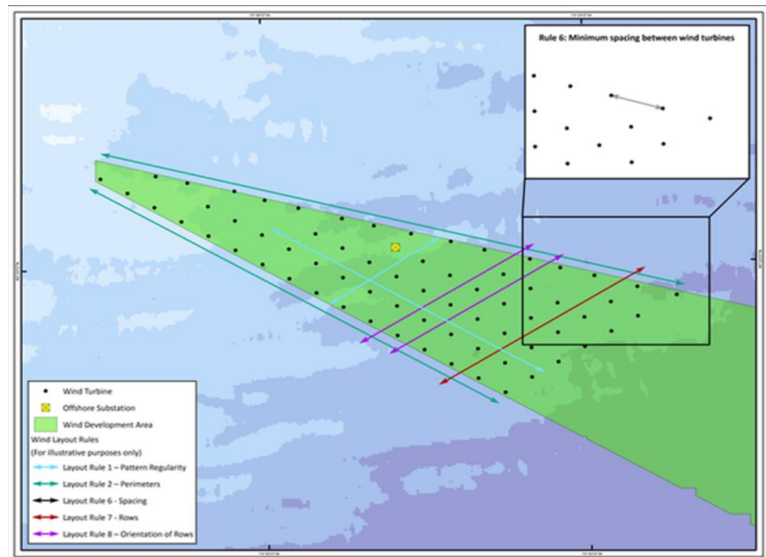 Rule 6: Minimum spacing between wind turbines
Wind Turbine
Offshore Substation
Wind Development Area
Wind Layout Rules
(For illustrative purposes only)
Layout Rule 1 – Pattern Regularity
Layout Rule 2 – Perimeters
Layout Rule 6 - Spacing
Layout Rule 7 - Rows
Layout Rule 8 – Orientation of Rows